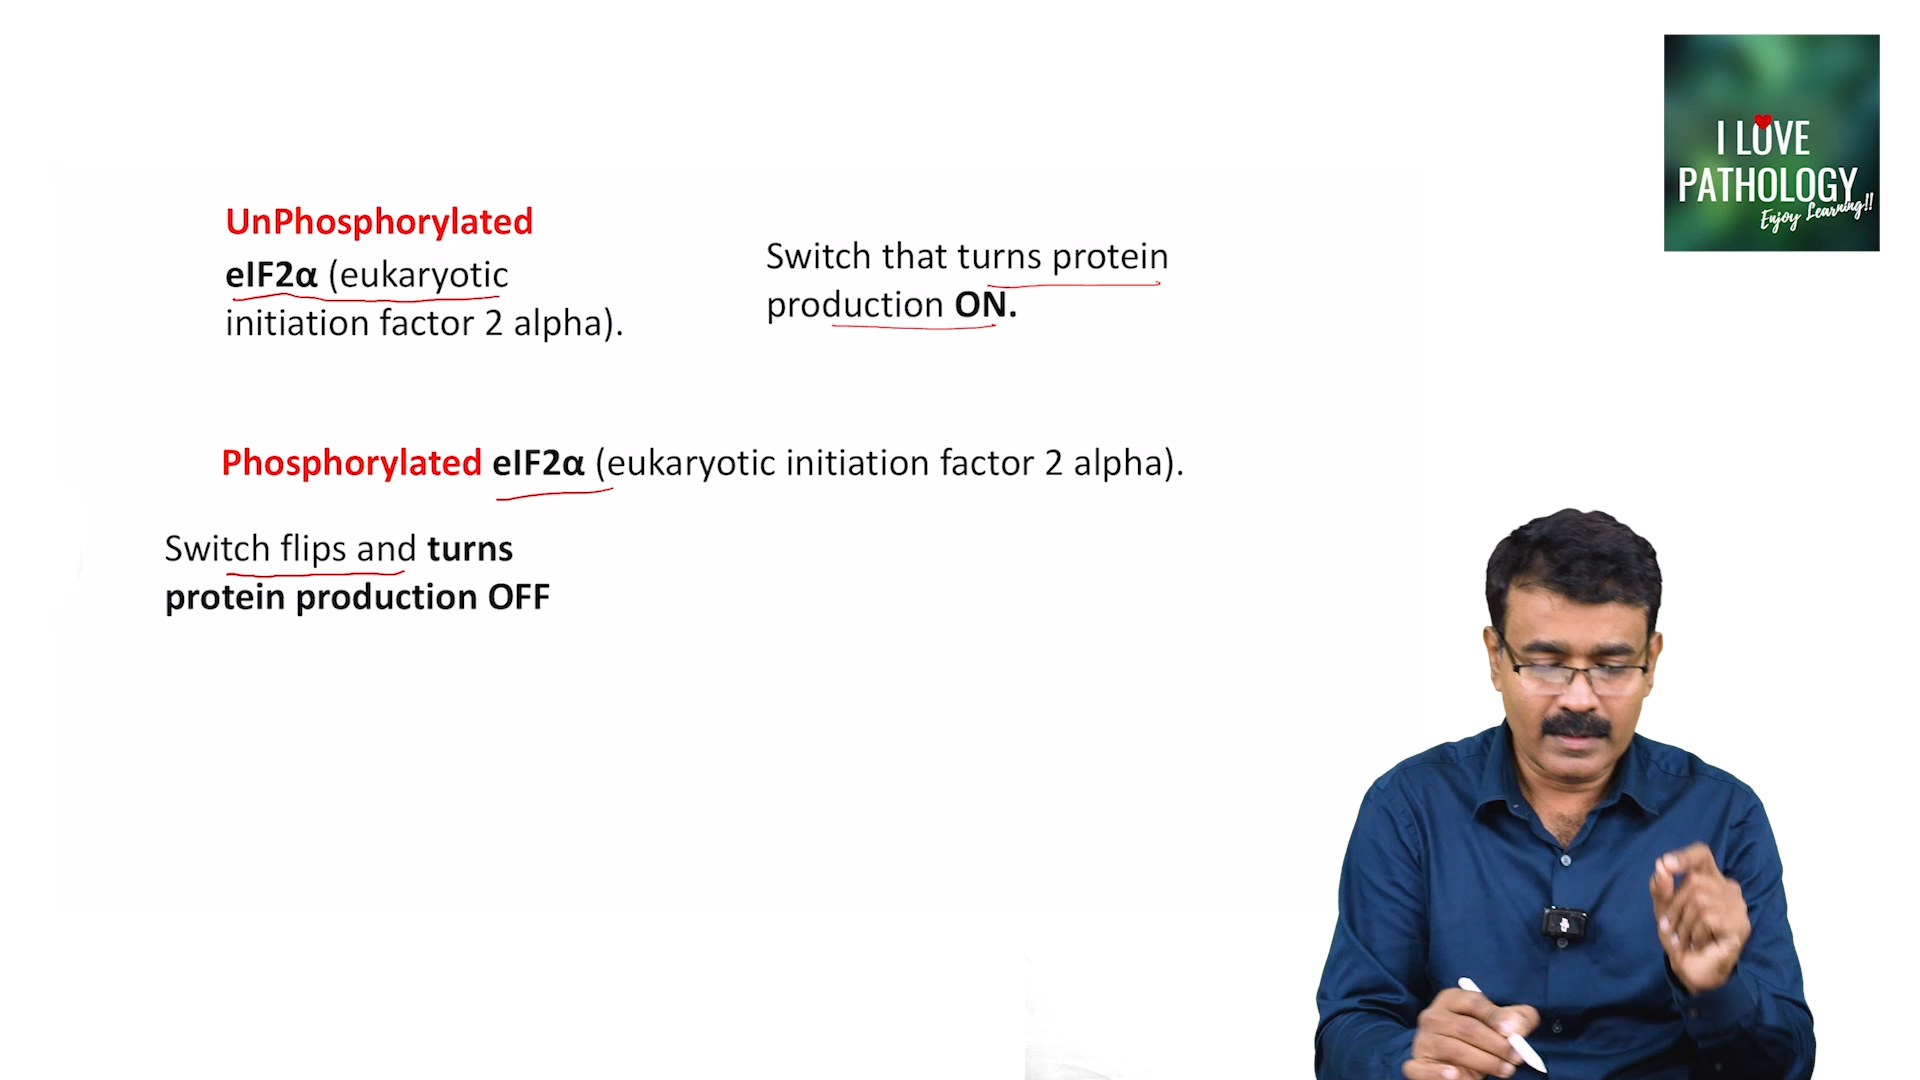 I LOVE
PATHOLOGY
Enjoy Learning!!
UnPhosphorylated
eIF2α (eukaryotic
initiation factor 2 alpha).
Switch that turns protein
production ON.
Phosphorylated eIF2α (eukaryotic initiation factor 2 alpha).
Switch flips and turns
protein production OFF